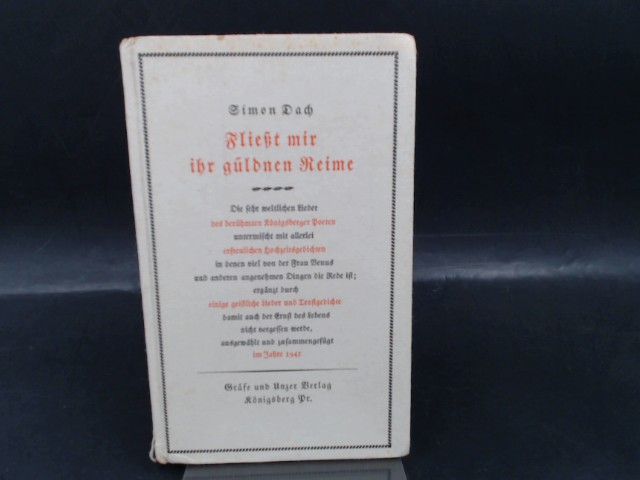 Simon Dach
Fließt mir
ihr güldnen Reime
Die sehr weltlichen Lieder
des berühmten Königsberger Poeten
untermischt mit allerlei
erfreulichen Hochzeitsgedichten
in denen viel von der Frau Venus
und anderen angenehmen Dingen die Rede ist;
ergänzt durch
einige geistliche Lieder und Trostgedichte
damit auch der Ernst des Lebens
nicht vergessen werde,
ausgewählt und zusammengefügt
im Jahre 1941
Gräfe und Unzer Verlag
Königsberg Pr.